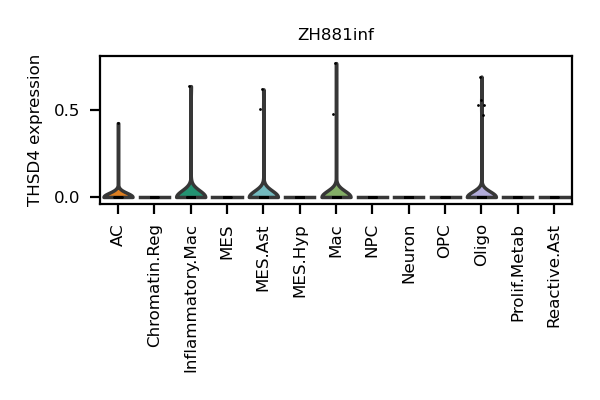 ZH881inf
THSD4 expression
0.5
0.0
AC
Chromatin.Reg
Inflammatory.Mac
MES
MES.Ast
MES.Hyp
Mac
NPC
Neuron
OPC
Oligo
Prolif.Metab
Reactive.Ast